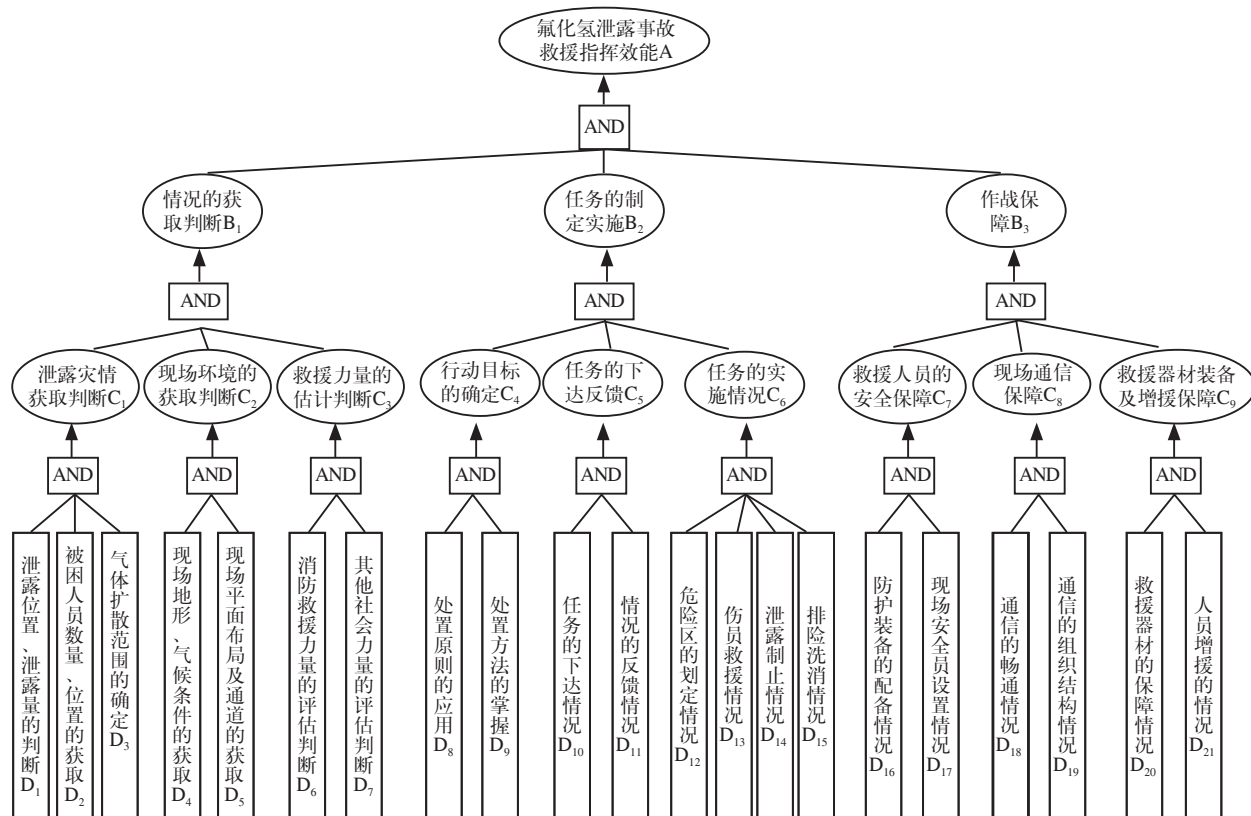 氟化氢泄露事故
救援指挥效能A
AND
情况的获
取判断B₁
任务的制
定实施B₂
作战保
障B₃
AND
AND
AND
泄露灾情
获取判断C₁
现场环境的
获取判断C₂
救援力量的
估计判断C₃
行动目标
的确定C₄
任务的下
达反馈C₅
任务的实
施情况C₆
救援人员的
安全保障C₇
现场通信
保障C₈
救援器材装备
及增援保障C₉
AND
AND
AND
AND
AND
AND
AND
AND
AND
泄露位置、泄露量的判断D₁
被困人员数量、位置的获取D₂
气体扩散范围的确定D₃
现场地形、气候条件的获取D₄
现场平面布局及通道的获取D₅
消防救援力量的评估判断D₆
其他社会力量的评估判断D₇
处置原则的应用D₈
处置方法的掌握D₉
任务的下达情况D₁₀
情况的反馈情况D₁₁
危险区的划定情况D₁₂
伤员救援情况D₁₃
泄露制止情况D₁₄
排险洗消情况D₁₅
防护装备的配备情况D₁₆
现场安全员设置情况D₁₇
通信的畅通情况D₁₈
通信的组织结构情况D₁₉
救援器材的保障情况D₂₀
人员增援的情况D₂₁